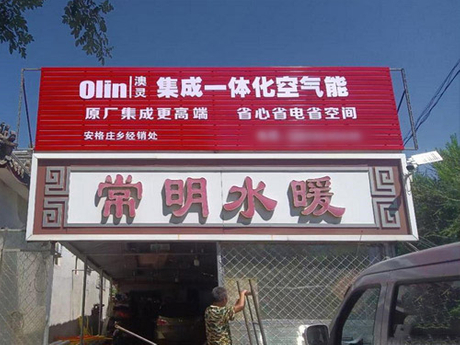 Olin 澳灵 集成一体化空气能
原厂集成更高端 省心省电省空间
安格庄乡经销处
常明水暖